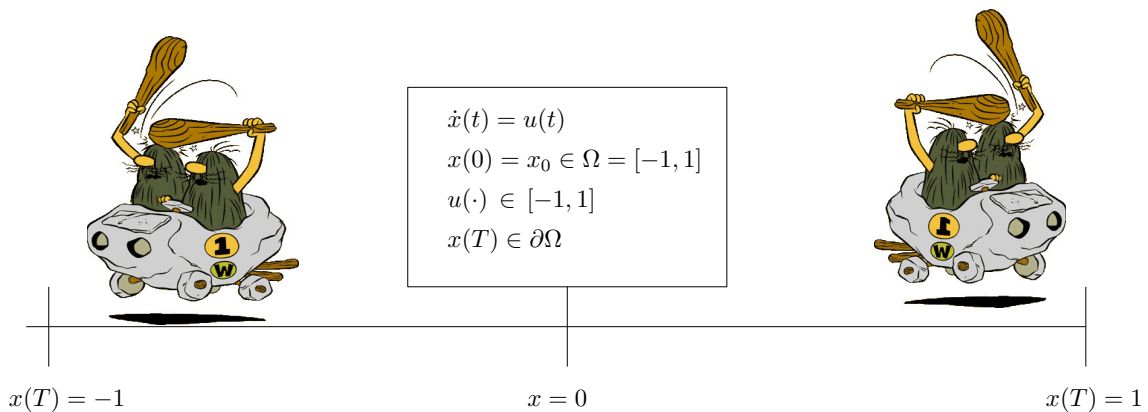 ẋ(t) = u(t)
x(0) = x₀ ∈ Ω = [−1, 1]
u(·) ∈ [−1, 1]
x(T) ∈ ∂Ω
1
W
1
W
x(T) = −1
x = 0
x(T) = 1